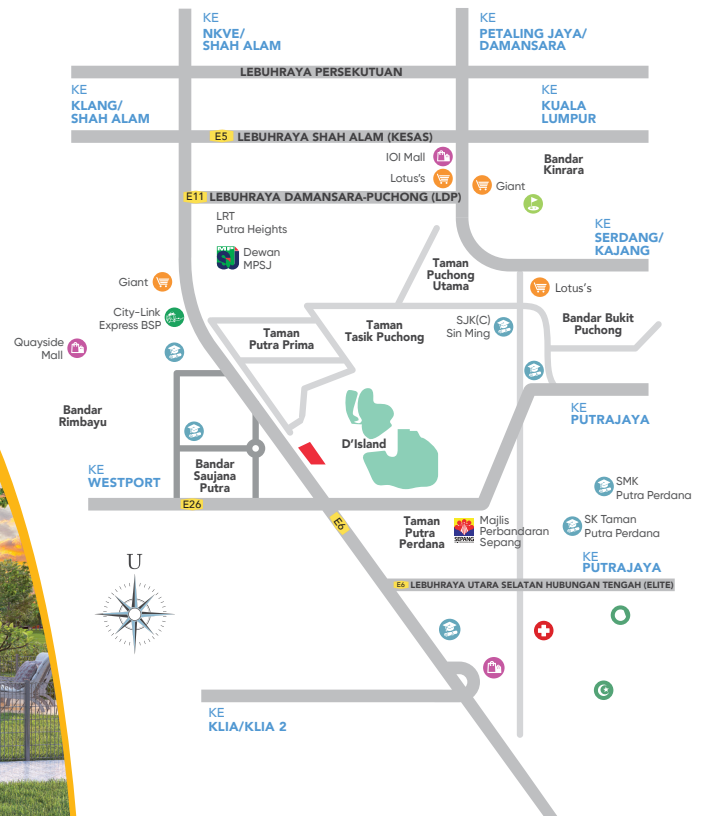 KE
NKVE/
SHAH ALAM
KE
PETALING JAYA/
DAMANSARA
LEBUHRAYA PERSEKUTUAN
KE
KLANG/
SHAH ALAM
KE
KUALA
LUMPUR
E5 LEBUHRAYA SHAH ALAM (KESAS)
IOI Mall
Bandar
Kinrara
Lotus's
Giant
E11 LEBUHRAYA DAMANSARA-PUCHONG (LDP)
LRT
Putra Heights
KE
SERDANG/
KAJANG
MPSJ
Dewan
MPSJ
Taman
Puchong
Utama
Giant
Lotus's
City-Link
Express BSP
Taman
Putra Prima
Taman
Tasik Puchong
SJK(C)
Sin Ming
Bandar Bukit
Puchong
Quayside
Mall
Bandar
Rimbayu
KE
PUTRAJAYA
D'Island
KE
WESTPORT
Bandar
Saujana
Putra
SMK
Putra Perdana
E26
E6
Taman
Putra
Perdana
SEPANG
Majlis
Perbandaran
Sepang
SK Taman
Putra Perdana
KE
PUTRAJAYA
U
E6 LEBUHRAYA UTARA SELATAN HUBUNGAN TENGAH (ELITE)
KE
KLIA/KLIA 2